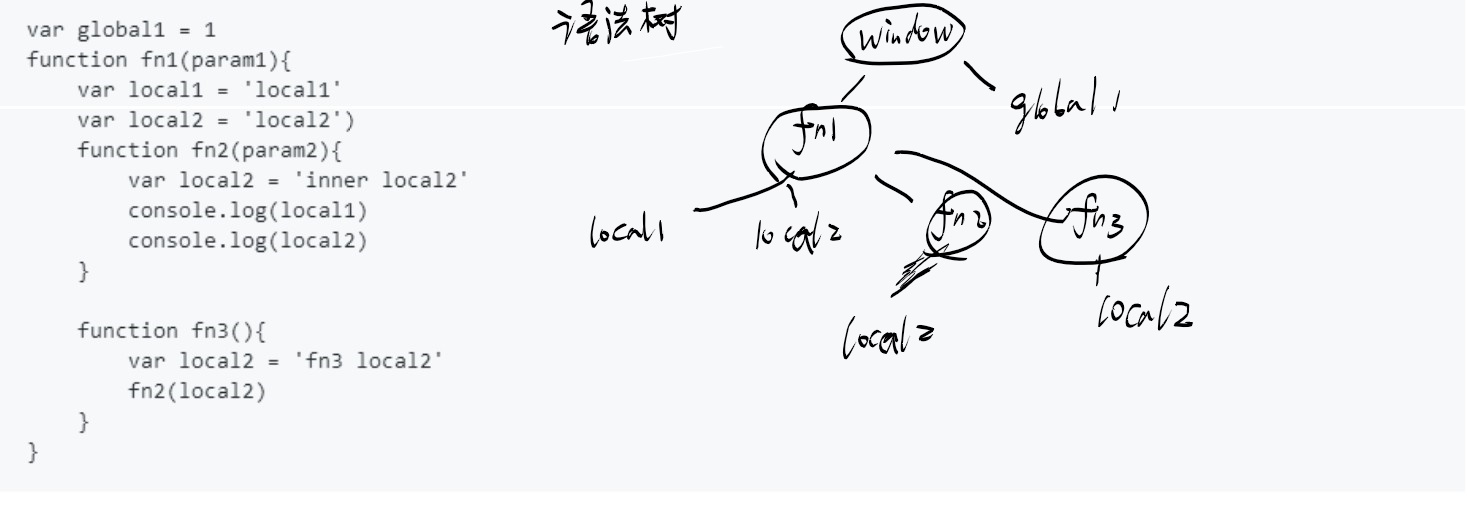 var global1 = 1
function fn1(param1){
    var local1 = 'local1'
    var local2 = 'local2')
    function fn2(param2){
        var local2 = 'inner local2'
        console.log(local1)
        console.log(local2)
    }
    function fn3(){
        var local2 = 'fn3 local2'
        fn2(local2)
    }
}
语法树
window
global1
fn1
local1
local2
fn2
fn3
local2
local2